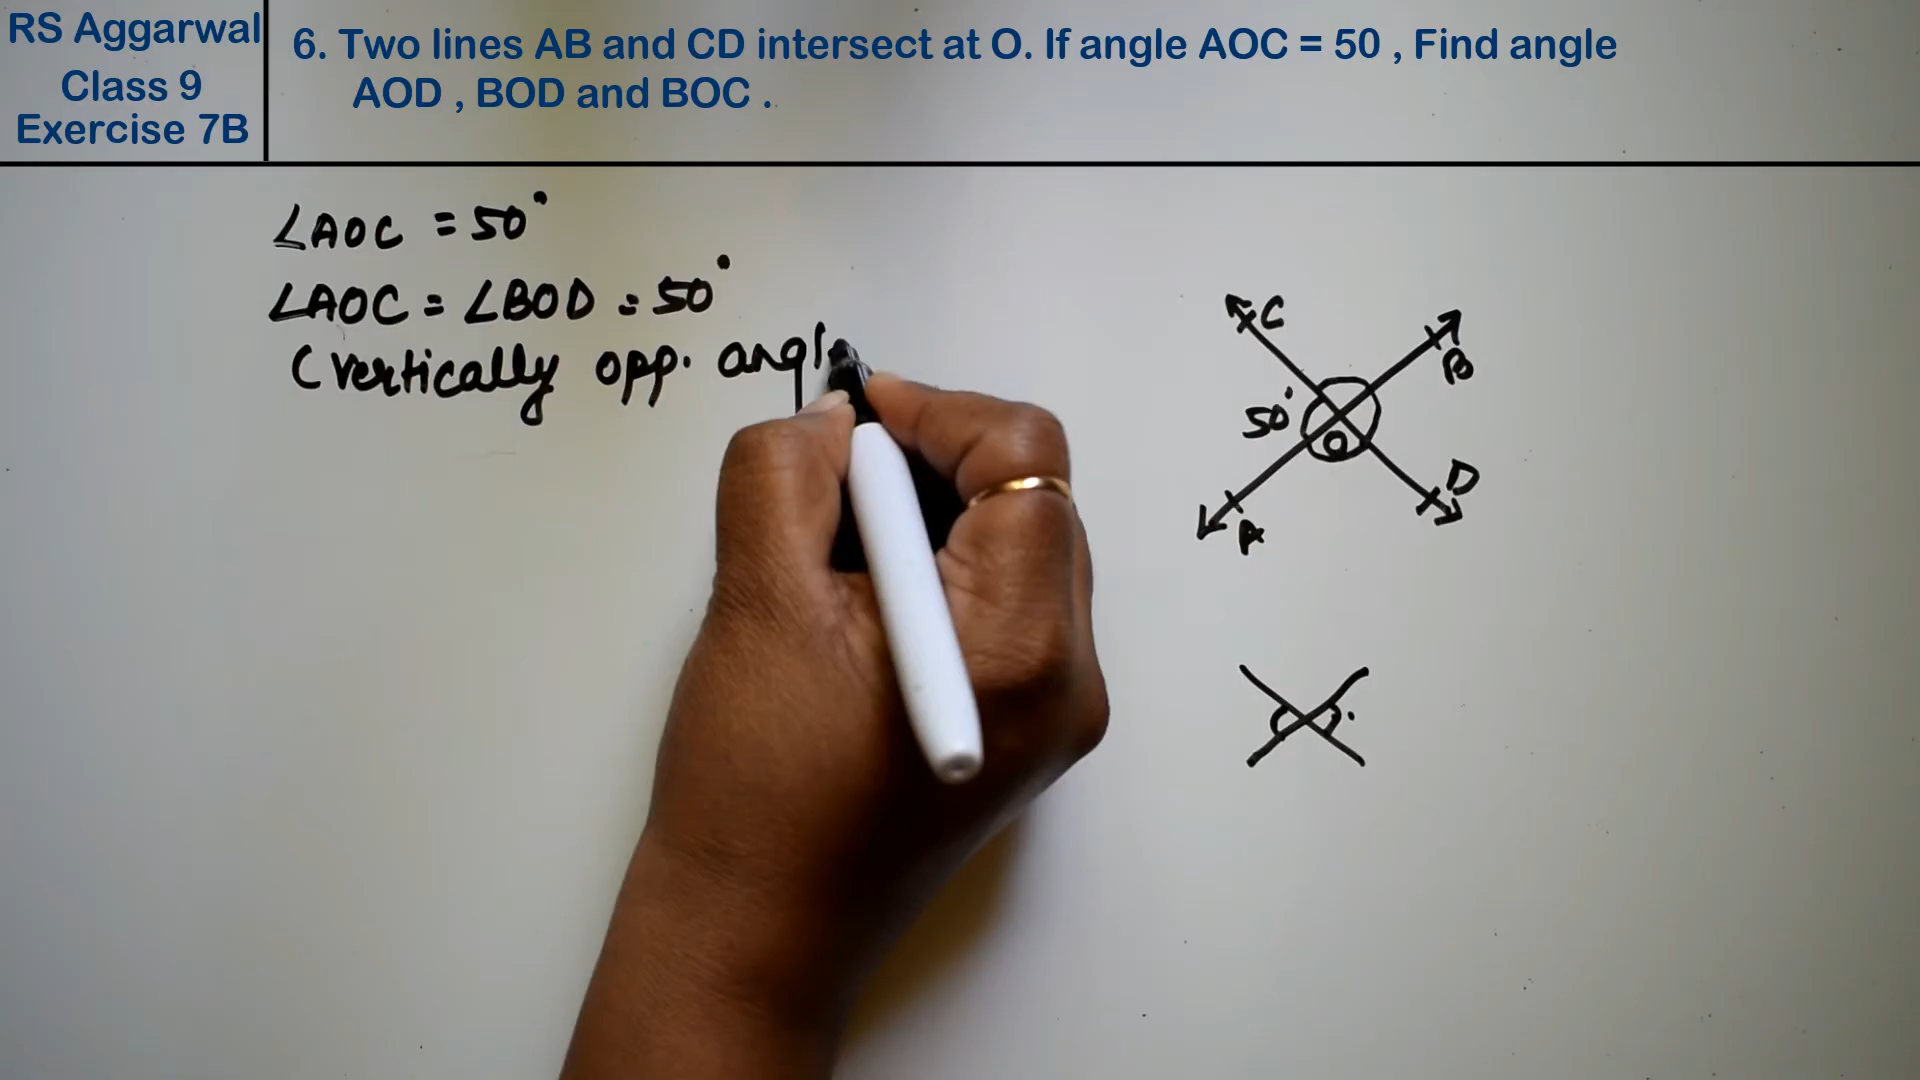 RS Aggarwal
Class 9
Exercise 7B
6. Two lines AB and CD intersect at O. If angle AOC = 50 , Find angle
AOD , BOD and BOC .
∠AOC = 50°
∠AOC = ∠BOD = 50°
(vertically opp. angl
C
B
50°
O
D
A